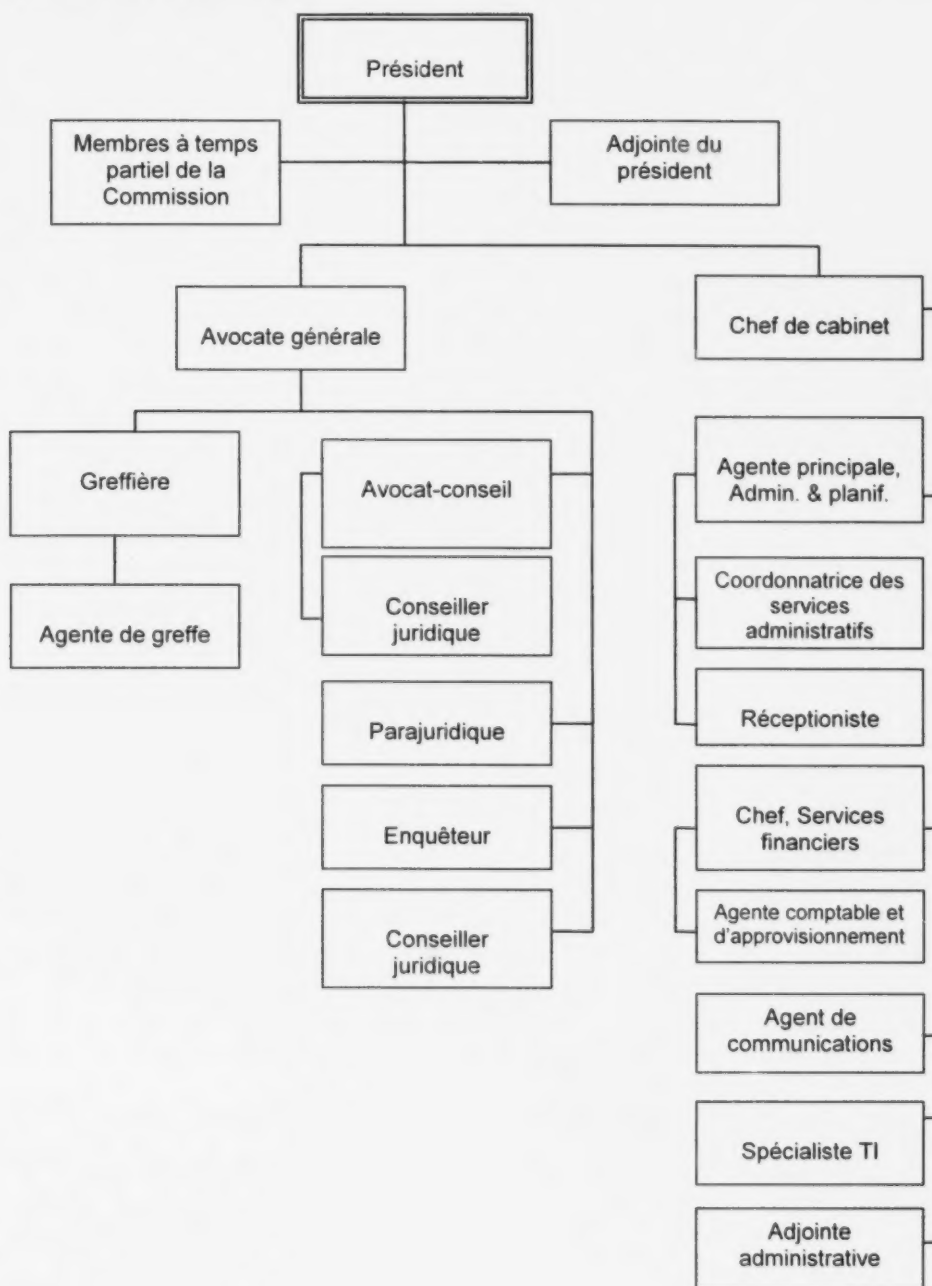 Président
Membres à temps
partiel de la
Commission
Adjointe du
président
Avocate générale
Chef de cabinet
Greffière
Agente de greffe
Avocat-conseil
Conseiller
juridique
Parajuridique
Enquêteur
Conseiller
juridique
Agente principale,
Admin. & planif.
Coordonnatrice des
services
administratifs
Réceptioniste
Chef, Services
financiers
Agente comptable et
d'approvisionnement
Agent de
communications
Spécialiste TI
Adjointe
administrative